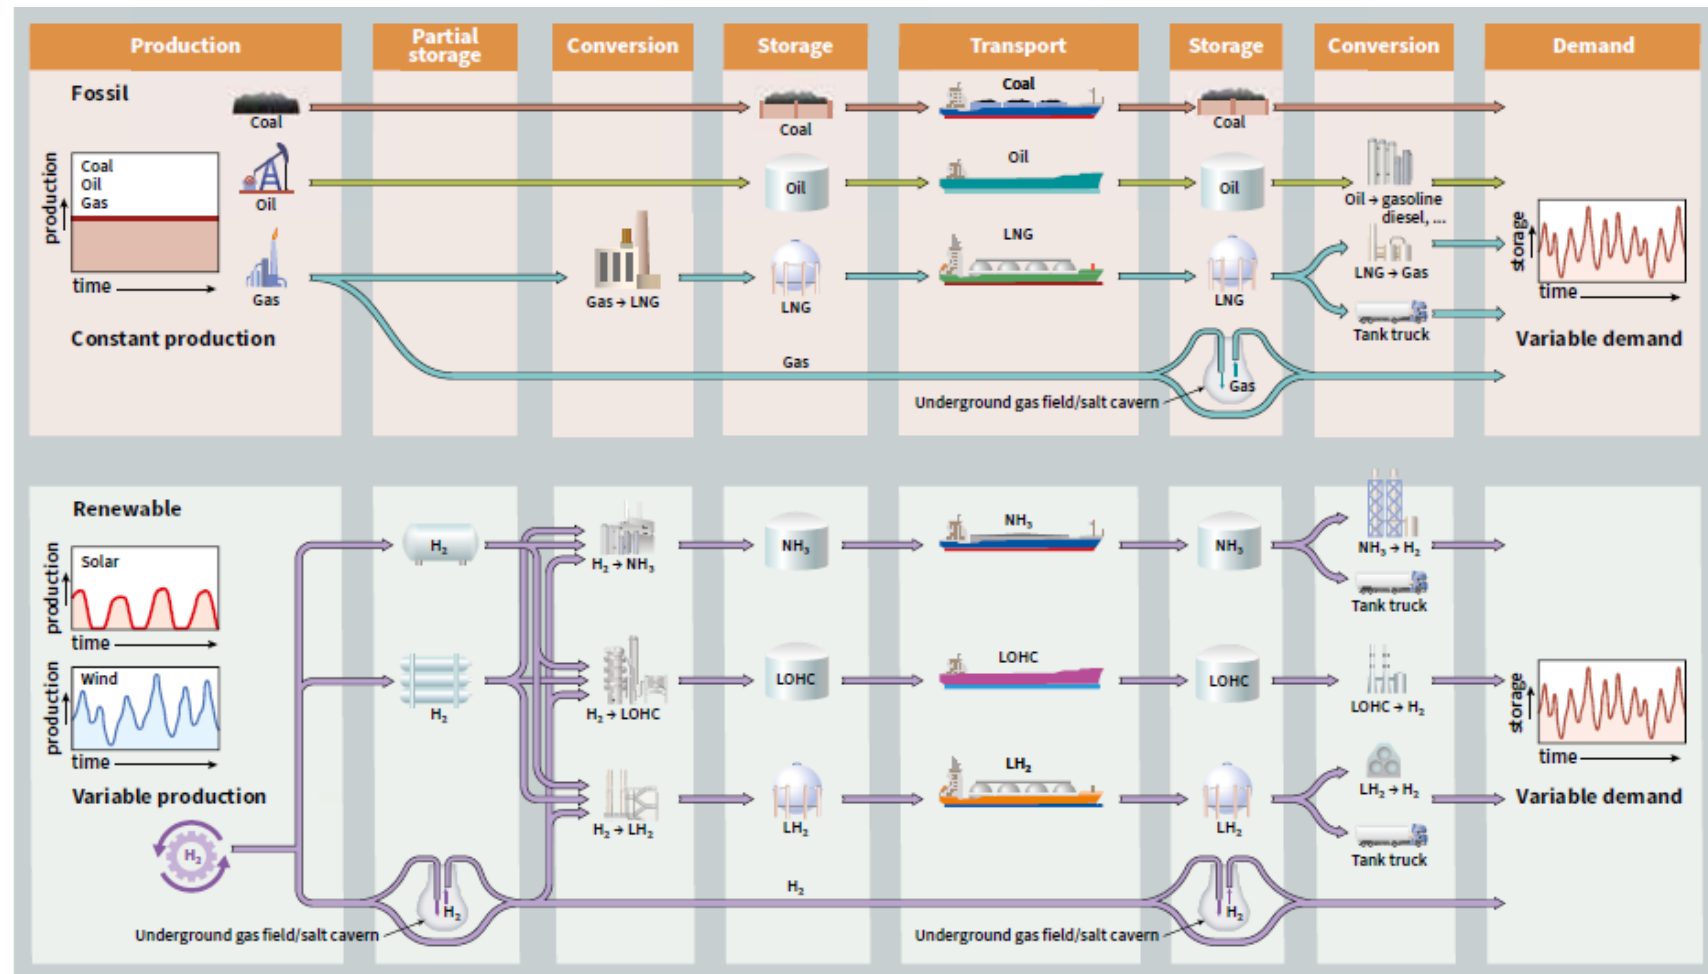 Production
Partial
storage
Conversion
Storage
Transport
Storage
Conversion
Demand
Fossil
Coal
Coal
Coal
Coal
production
Coal
Oil
Gas
time
Oil
Oil
Oil
Oil
Oil → gasoline
diesel, ...
Gas
Gas → LNG
LNG
LNG
LNG
LNG → Gas
Tank truck
storage
time
Constant production
Variable demand
Gas
Gas
Underground gas field/salt cavern
Renewable
production
Solar
time
production
Wind
time
Variable production
H₂
H₂
H₂ → NH₃
NH₃
NH₃
NH₃
NH₃ → H₂
Tank truck
H₂
H₂ → LOHC
LOHC
LOHC
LOHC
LOHC → H₂
storage
time
H₂ → LH₂
LH₂
LH₂
LH₂
LH₂ → H₂
Tank truck
Variable demand
H₂
H₂
H₂
Underground gas field/salt cavern
Underground gas field/salt cavern